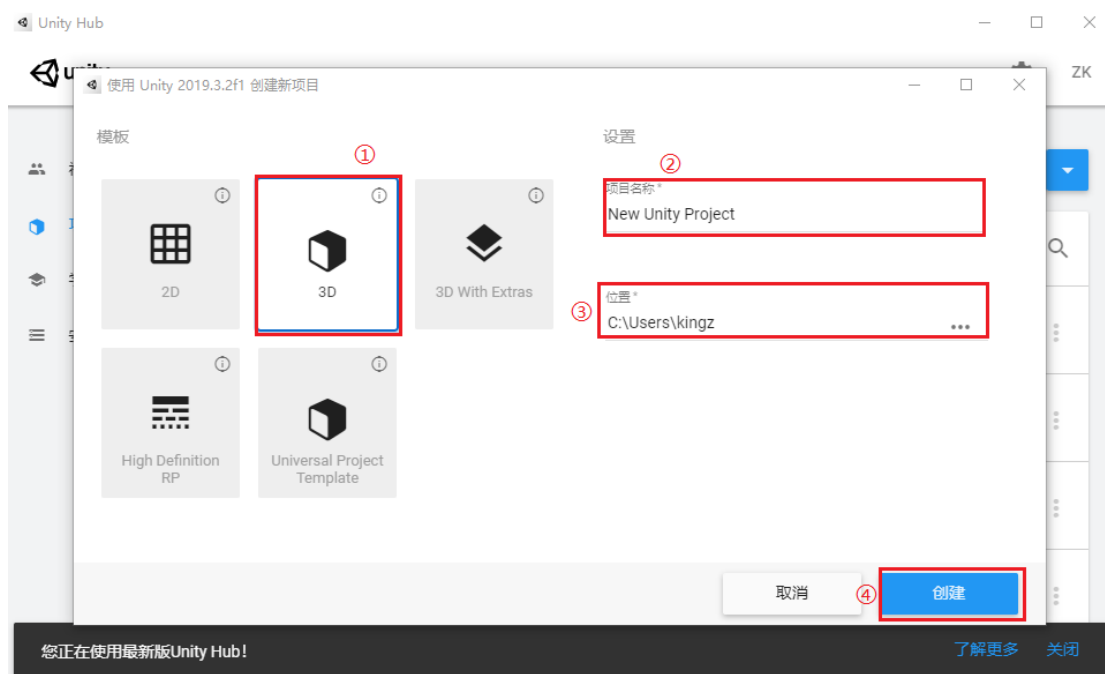 Unity Hub
ZK
使用 Unity 2019.3.2f1 创建新项目
模板
设置
①
②
项目名称 *
New Unity Project
2D
3D
3D With Extras
③
位置 *
C:\Users\kingz
High Definition
RP
Universal Project
Template
取消
④
创建
您正在使用最新版Unity Hub!
了解更多
关闭